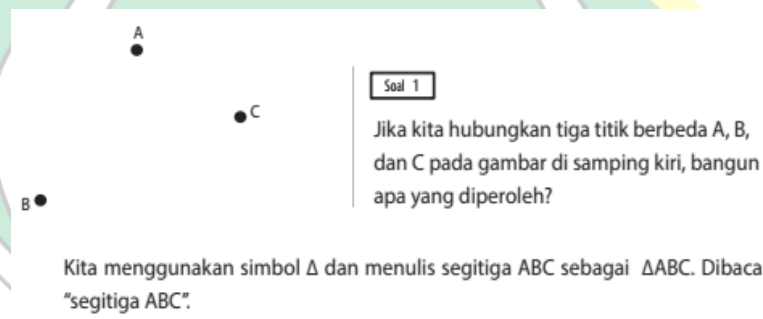 A
C
B
Soal 1
Jika kita hubungkan tiga titik berbeda A, B,
dan C pada gambar di samping kiri, bangun
apa yang diperoleh?
Kita menggunakan simbol Δ dan menulis segitiga ABC sebagai ΔABC. Dibaca
“segitiga ABC”.